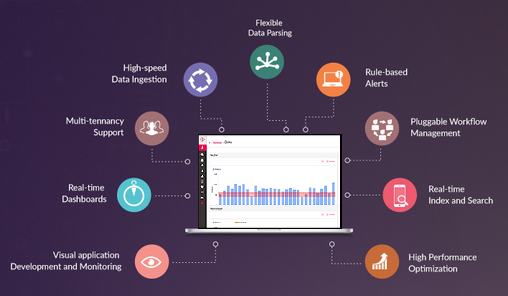 Flexible
Data Parsing
High-speed
Data Ingestion
Rule-based
Alerts
Multi-tennancy
Support
Pluggable Workflow
Management
Real-time
Dashboards
Real-time
Index and Search
Visual application
Development and Monitoring
High Performance
Optimization